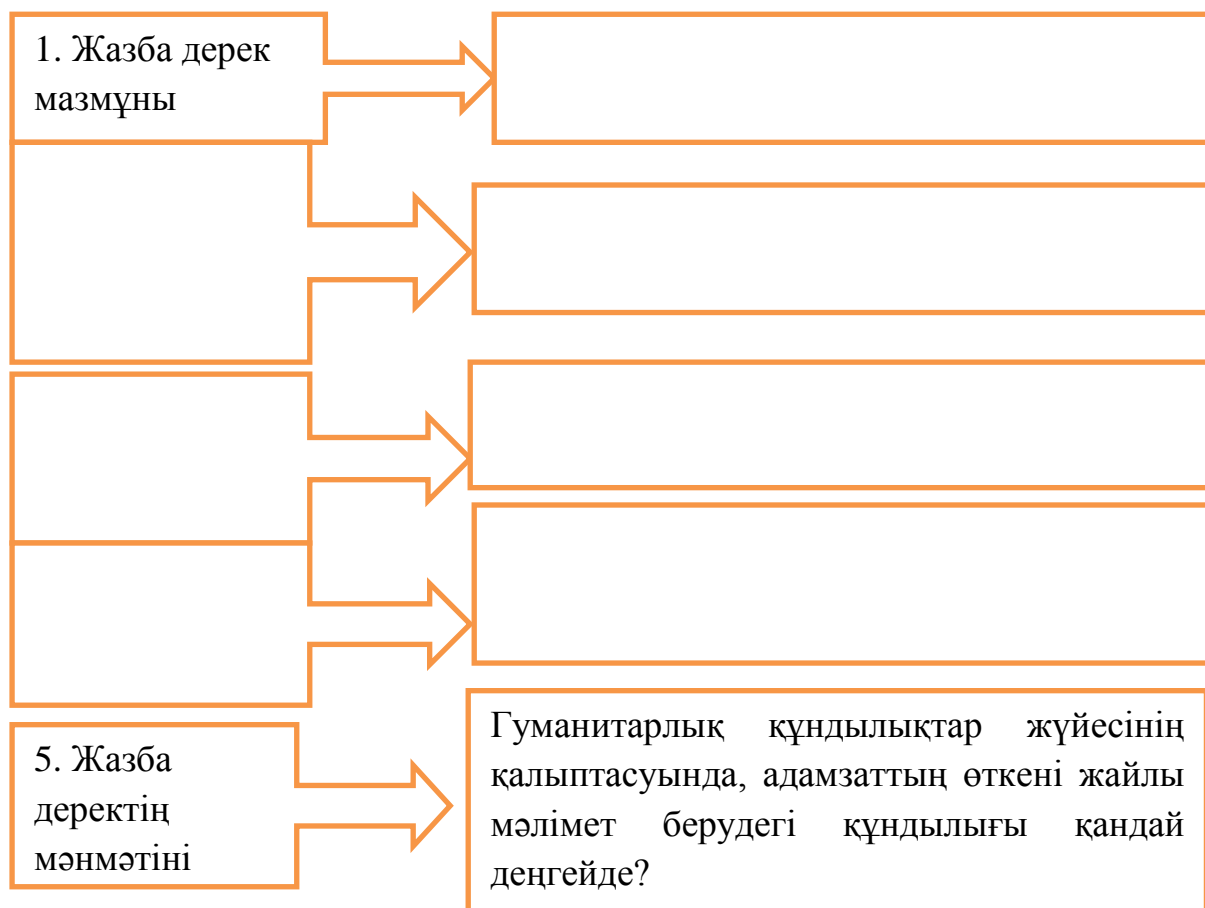 1. Жазба дерек
мазмұны
5. Жазба
деректің
мәнмәтіні
Гуманитарлық құндылықтар жүйесінің
қалыптасуында, адамзаттың өткені жайлы
мәлімет берудегі құндылығы қандай
деңгейде?